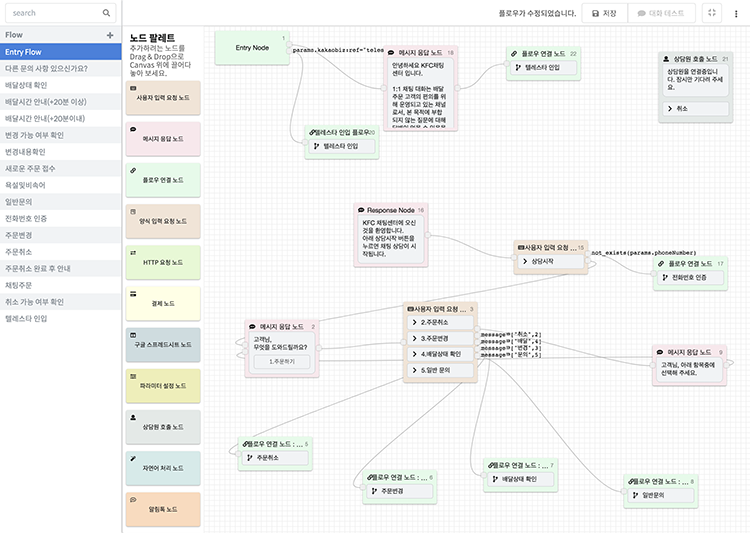 search
플로우가 수정되었습니다.
저장
대화 테스트
Flow
Entry Flow
다른 문의 사항 있으신가요?
배달상태 확인
배달시간 안내(+20분 이상)
배달시간 안내(+20분이내)
변경 가능 여부 확인
변경내용확인
새로운 주문 접수
욕설및비속어
일반문의
전화번호 인증
주문변경
주문취소
주문취소 완료 후 안내
채팅주문
취소 가능 여부 확인
텔레스타 인입
노드 팔레트
추가하려는 노드를
Drag & Drop으로
Canvas 위에 끌어다
놓아 보세요.
사용자 입력 요청 노드
메시지 응답 노드
플로우 연결 노드
양식 입력 요청 노드
HTTP 요청 노드
결제 노드
구글 스프레드시트 노드
파라미터 설정 노드
상담원 호출 노드
자연어 처리 노드
알림톡 노드
1
Entry Node
params.kakaobiz:ref="teles
메시지 응답 노드 18
안녕하세요 KFC채팅
센터 입니다.
1:1 채팅 대화는 배달
주문 고객의 편의를 위
해 운영되고 있는 채널
로서, 본 목적에 부합
되지 않는 질문에 대해
플로우 연결 노드 22
텔레스타 인입
상담원 호출 노드 21
상담원을 연결중입니
다. 잠시만 기다려 주세
요.
취소
텔레스타 인입 플로우 20
텔레스타 인입
Response Node 16
KFC 채팅센터에 오신
것을 환영합니다.
아래 상담시작 버튼을
누르면 채팅 상담이 시
작됩니다.
사용자 입력 요청 ... 15
상담시작
not_exists(params.phoneNumber)
플로우 연결 노드 17
전화번호 인증
메시지 응답 노드 2
고객님,
무엇을 도와드릴까요?
1.주문하기
사용자 입력 요청 ... 3
2.주문취소
3.주문변경
4.배달상태 확인
5.일반 문의
message@["취소",2]
message@["배달",4]
message@["변경",3]
message@["문의",5]
메시지 응답 노드 9
고객님, 아래 항목중에
선택해 주세요.
플로우 연결 노드 : ... 5
주문취소
플로우 연결 노드 : ... 6
주문변경
플로우 연결 노드 : ... 7
배달상태 확인
플로우 연결 노드 : ... 8
일반문의